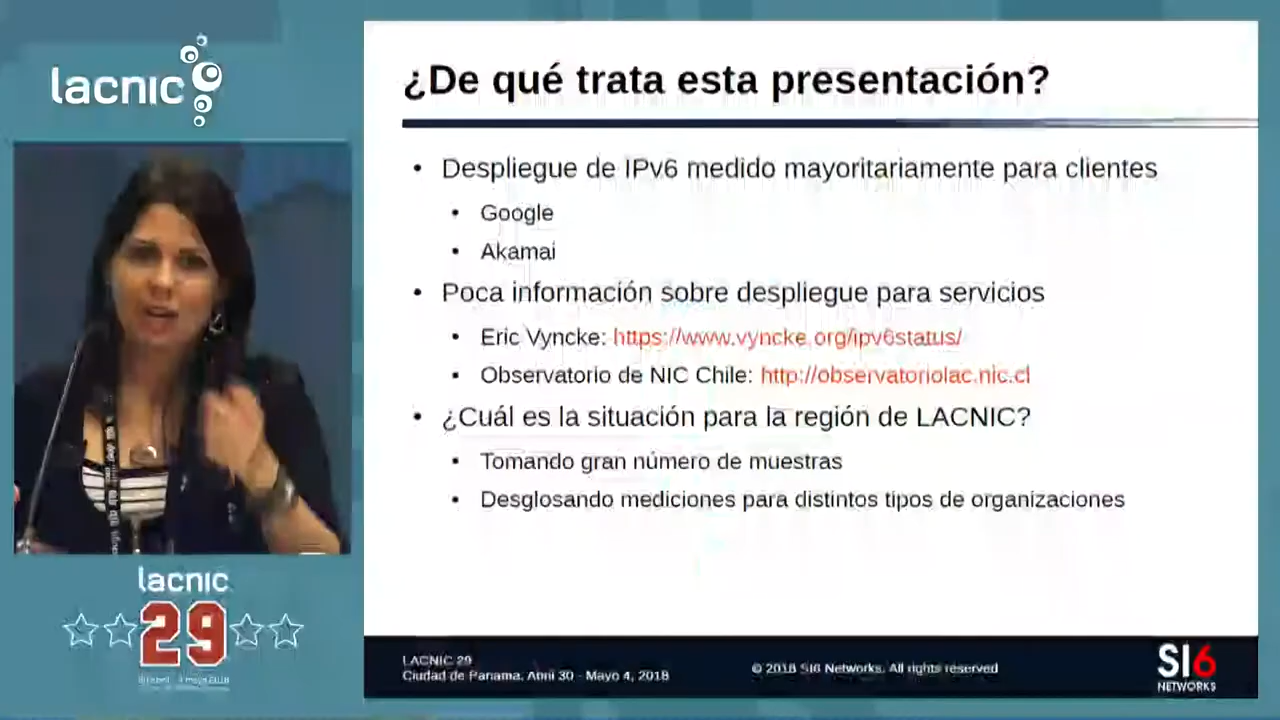 lacnic
¿De qué trata esta presentación?
• Despliegue de IPv6 medido mayoritariamente para clientes
• Google
• Akamai
• Poca información sobre despliegue para servicios
• Eric Vyncke: https://www.vyncke.org/ipv6status/
• Observatorio de NIC Chile: http://observatoriolac.nic.cl
• ¿Cuál es la situación para la región de LACNIC?
• Tomando gran número de muestras
• Desglosando mediciones para distintos tipos de organizaciones
lacnic
29
LACNIC 29
Ciudad de Panama. Abril 30 - Mayo 4, 2018
© 2018 SI6 Networks. All rights reserved
SI6
NETWORKS